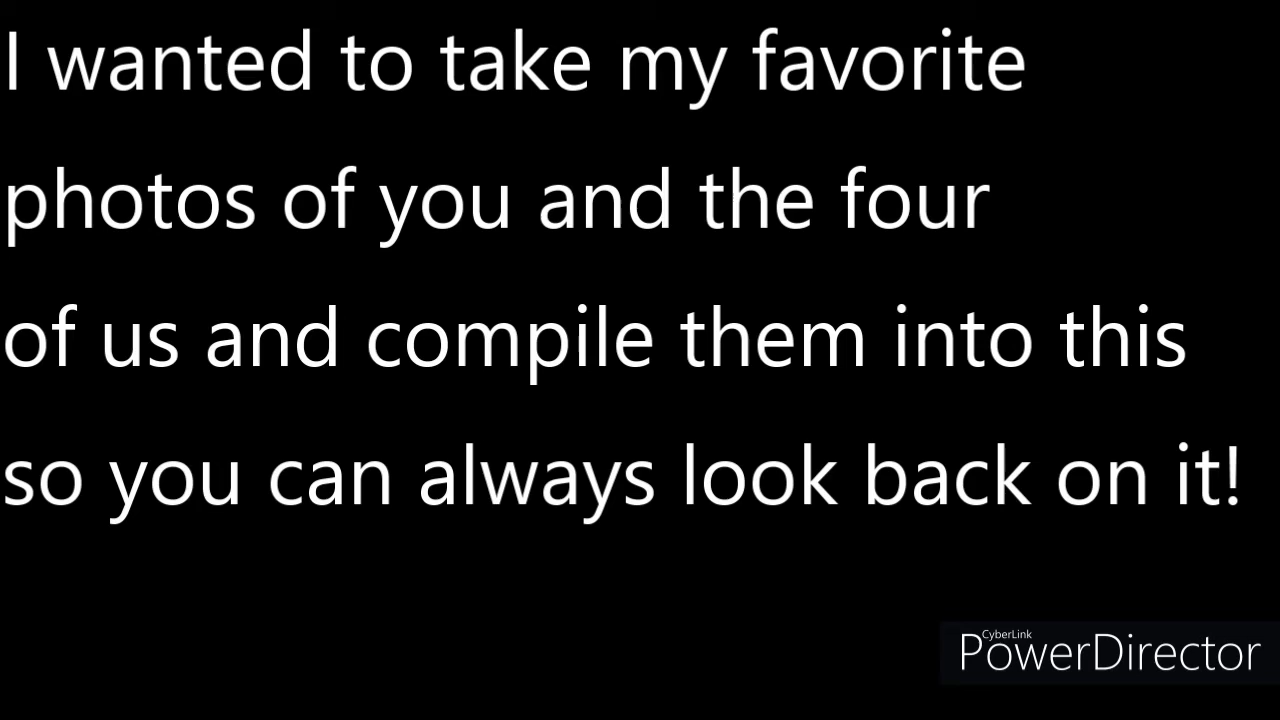 I wanted to take my favorite
photos of you and the four
of us and compile them into this
so you can always look back on it!
CyberLink
PowerDirector